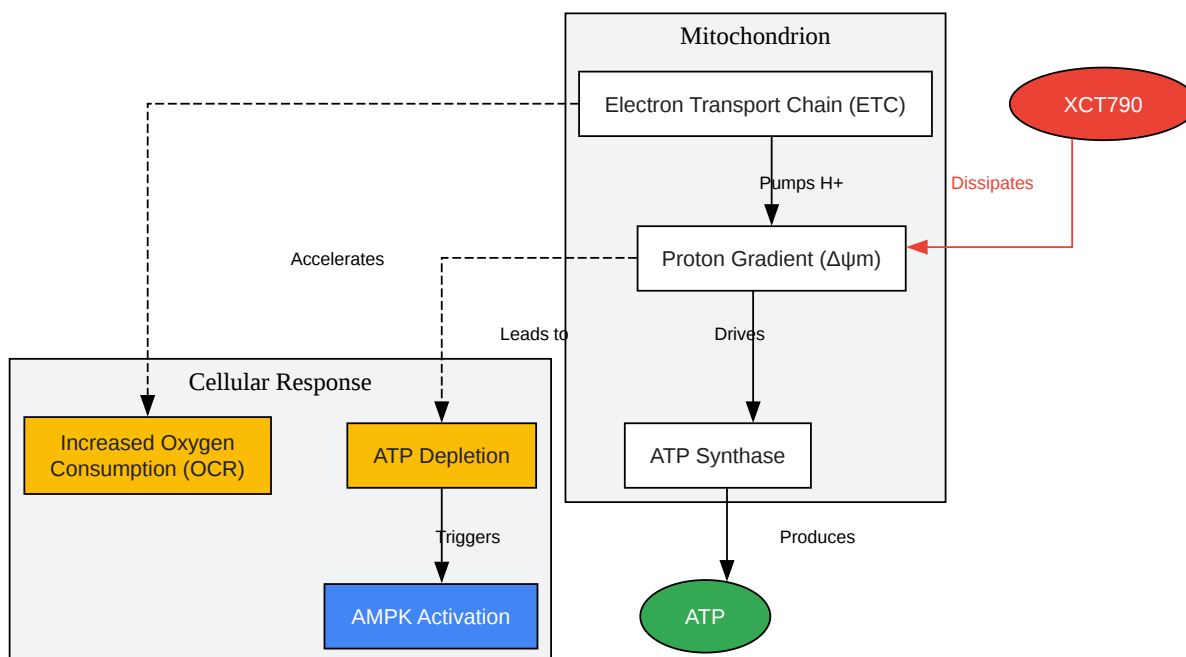 Mitochondrion
Electron Transport Chain (ETC)
XCT790
Pumps H+
Dissipates
Proton Gradient (Δψm)
Accelerates
Leads to
Drives
Cellular Response
Increased Oxygen
Consumption (OCR)
ATP Depletion
ATP Synthase
Triggers
Produces
AMPK Activation
ATP